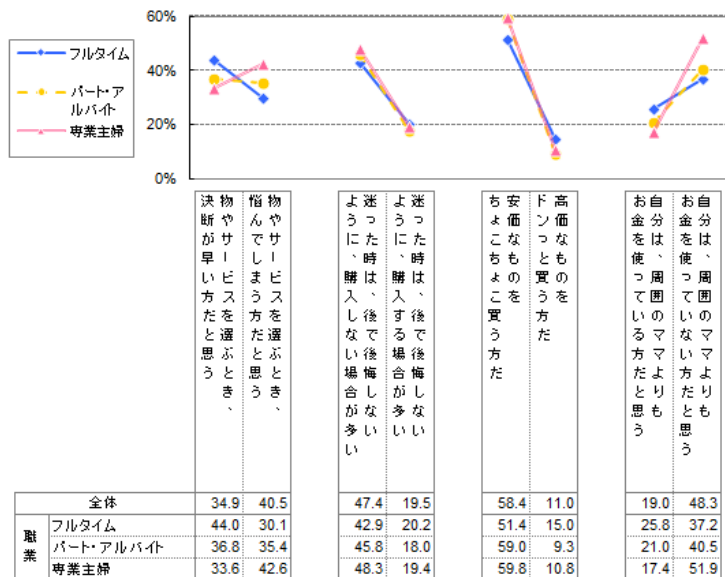 60%
40%
20%
0%
フルタイム
パート・ア
ルバイト
専業主婦
物やサービスを選ぶとき、
決断が早い方だと思う
物やサービスを選ぶとき、
悩んでしまう方だと思う
迷った時は、後で後悔しない
ように、購入しない場合が多い
迷った時は、後で後悔しない
ように、購入する場合が多い
安価なものを
ちょこちょこ買う方だ
高価なものを
ドンっと買う方だ
自分は、周囲のママよりも
お金を使っている方だと思う
自分は、周囲のママよりも
お金を使っていない方だと思う
全体 34.9 40.5 47.4 19.5 58.4 11.0 19.0 48.3
職業
フルタイム 44.0 30.1 42.9 20.2 51.4 15.0 25.8 37.2
パート・アルバイト 36.8 35.4 45.8 18.0 59.0 9.3 21.0 40.5
専業主婦 33.6 42.6 48.3 19.4 59.8 10.8 17.4 51.9